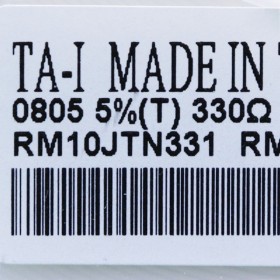 TA-I MADE IN
0805 5%(T) 330Ω
RM10JTN331 RM